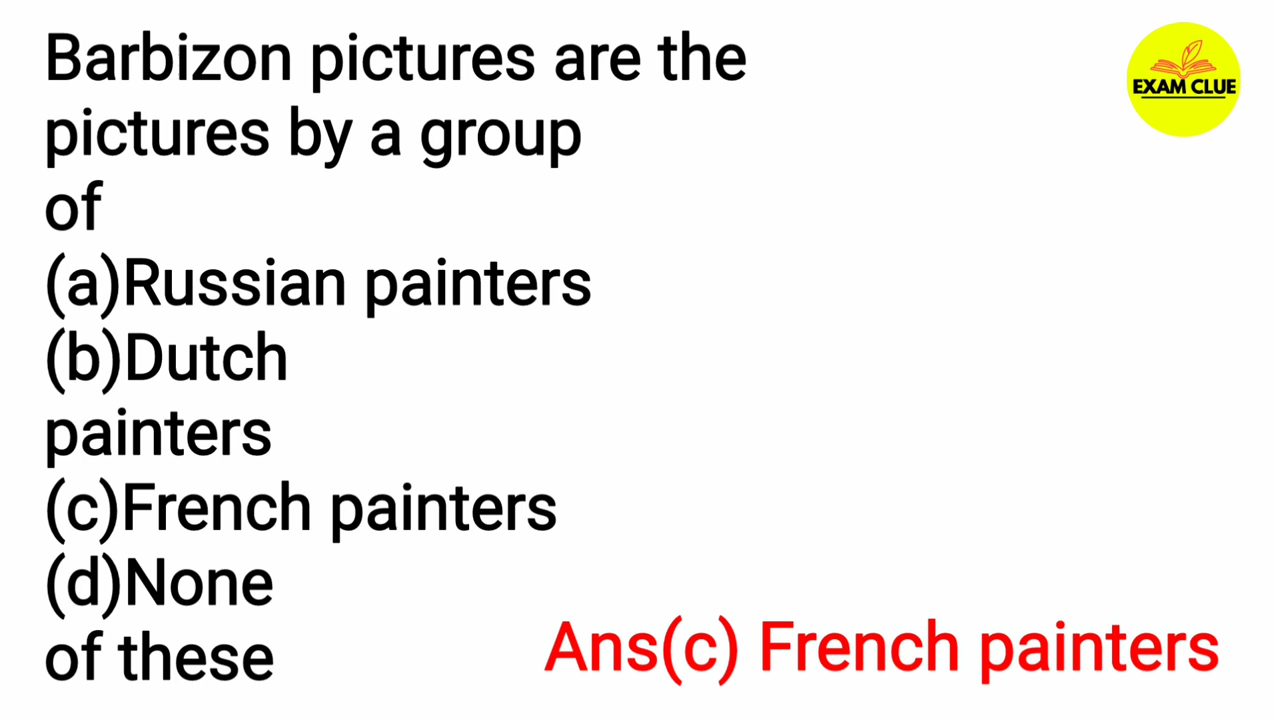 Barbizon pictures are the
pictures by a group
of
(a)Russian painters
(b)Dutch
painters
(c)French painters
(d)None
of these
Ans(c) French painters
EXAM CLUE